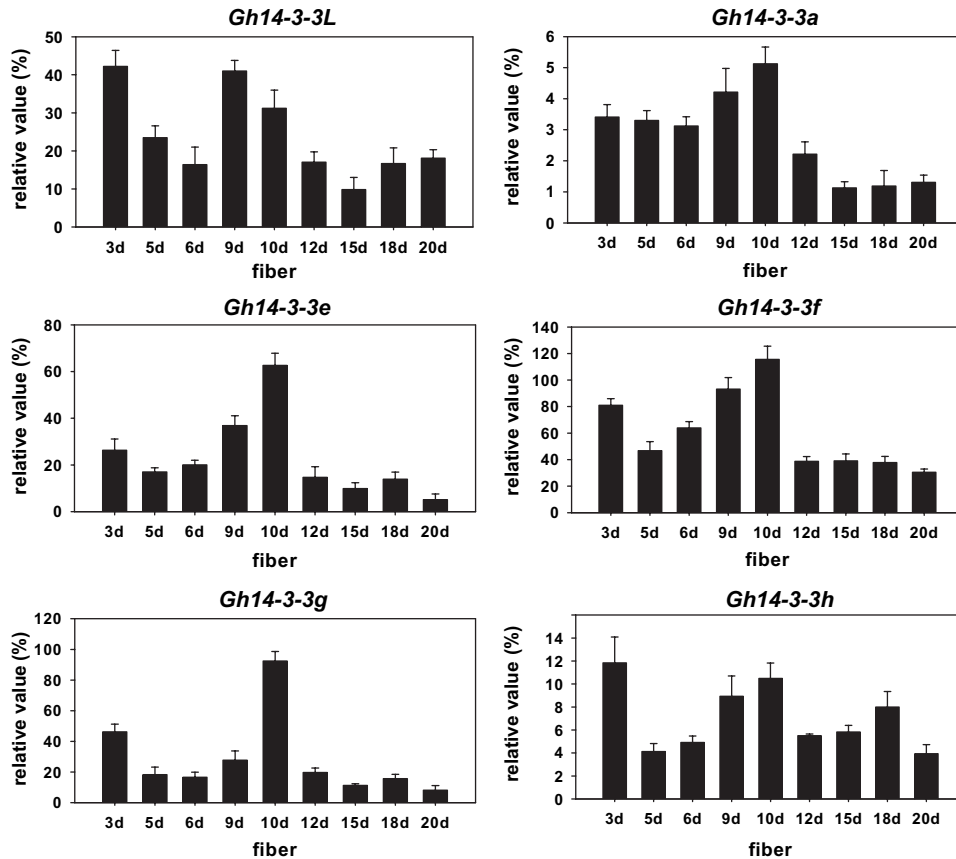 Gh14-3-3L
relative value (%)
50
40
30
20
10
0
3d 5d 6d 9d 10d 12d 15d 18d 20d
fiber
Gh14-3-3a
relative value (%)
6
5
4
3
2
1
0
3d 5d 6d 9d 10d 12d 15d 18d 20d
fiber
Gh14-3-3e
relative value (%)
80
60
40
20
0
3d 5d 6d 9d 10d 12d 15d 18d 20d
fiber
Gh14-3-3f
relative value (%)
140
120
100
80
60
40
20
0
3d 5d 6d 9d 10d 12d 15d 18d 20d
fiber
Gh14-3-3g
relative value (%)
120
100
80
60
40
20
0
3d 5d 6d 9d 10d 12d 15d 18d 20d
fiber
Gh14-3-3h
relative value (%)
14
12
10
8
6
4
2
0
3d 5d 6d 9d 10d 12d 15d 18d 20d
fiber